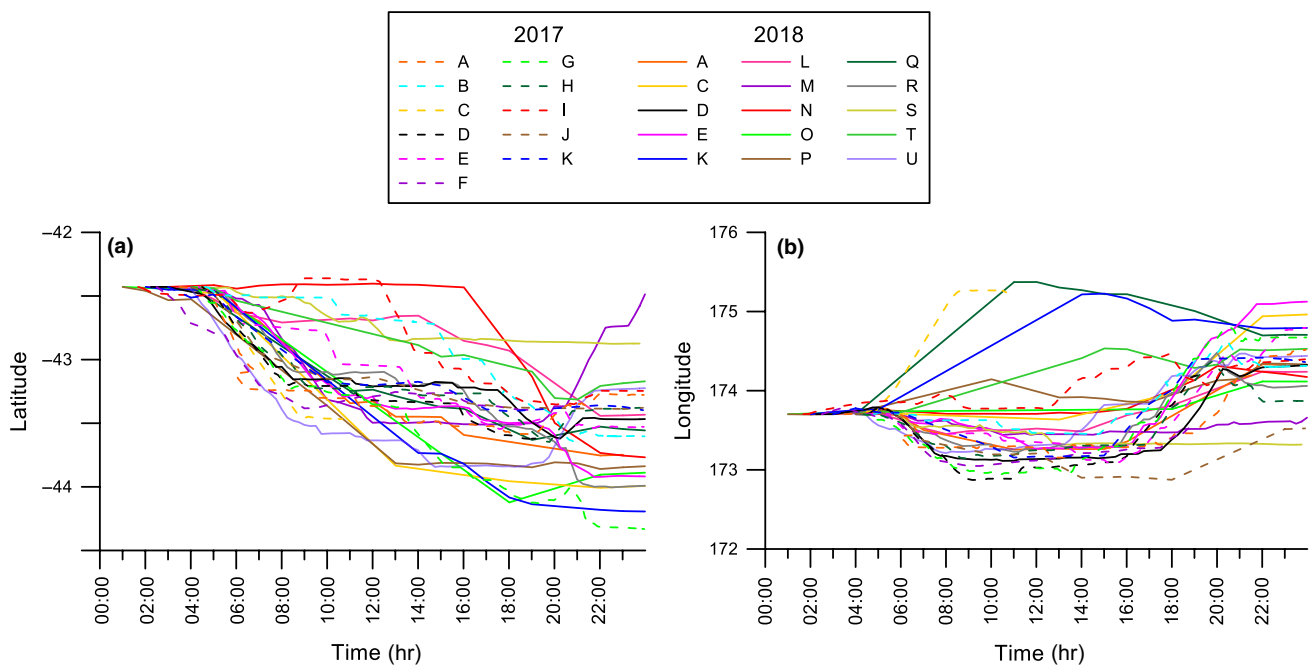 2017 2018
A G A L Q
B H C M R
C I D N S
D J E O T
E K K P U
F
(a)
−42
−43
−44
Latitude
00:00 02:00 04:00 06:00 08:00 10:00 12:00 14:00 16:00 18:00 20:00 22:00
Time (hr)
(b)
176
175
174
173
172
Longitude
00:00 02:00 04:00 06:00 08:00 10:00 12:00 14:00 16:00 18:00 20:00 22:00
Time (hr)